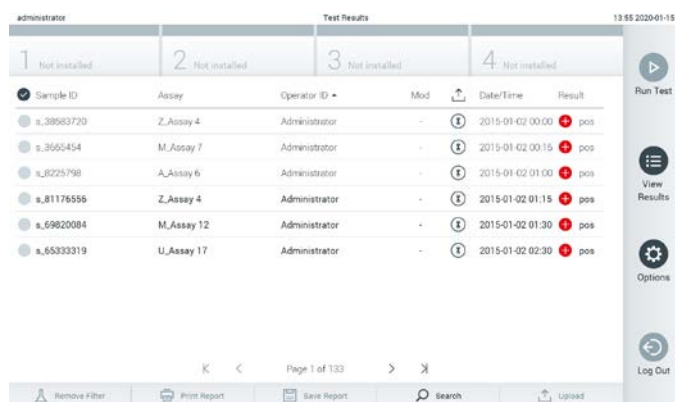 administrator Test Results 13:55 2020-01-15
1 Not installed 2 Not installed 3 Not installed 4 Not installed
Sample ID Assay Operator ID Mod Date/Time Result
s_38583720 Z_Assay 4 Administrator - 2015-01-02 00:00 pos
s_3665454 M_Assay 7 Administrator - 2015-01-02 00:15 pos
s_8225798 A_Assay 6 Administrator - 2015-01-02 01:00 pos
s_81176556 Z_Assay 4 Administrator - 2015-01-02 01:15 pos
s_69820084 M_Assay 12 Administrator - 2015-01-02 01:30 pos
s_65333319 U_Assay 17 Administrator - 2015-01-02 02:30 pos
Page 1 of 133
Remove Filter Print Report Save Report Search Upload
Run Test
View
Results
Options
Log Out